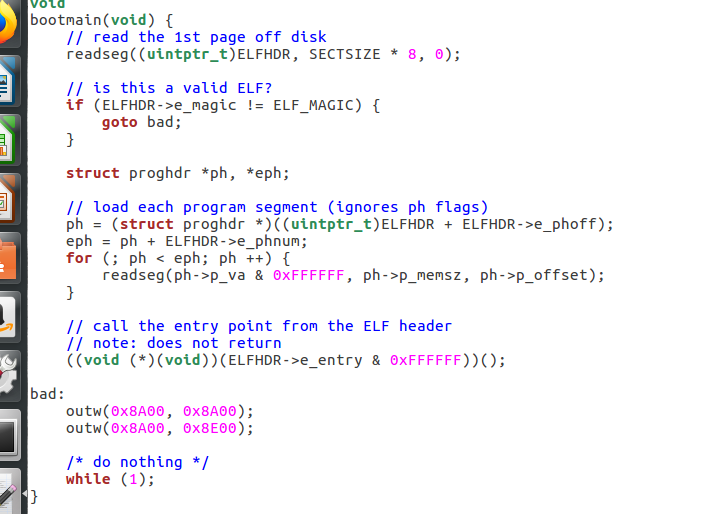 void
bootmain(void) {
    // read the 1st page off disk
    readseg((uintptr_t)ELFHDR, SECTSIZE * 8, 0);

    // is this a valid ELF?
    if (ELFHDR->e_magic != ELF_MAGIC) {
        goto bad;
    }

    struct proghdr *ph, *eph;

    // load each program segment (ignores ph flags)
    ph = (struct proghdr *)((uintptr_t)ELFHDR + ELFHDR->e_phoff);
    eph = ph + ELFHDR->e_phnum;
    for (; ph < eph; ph ++) {
        readseg(ph->p_va & 0xFFFFFF, ph->p_memsz, ph->p_offset);
    }

    // call the entry point from the ELF header
    // note: does not return
    ((void (*)(void))(ELFHDR->e_entry & 0xFFFFFF))();

bad:
    outw(0x8A00, 0x8A00);
    outw(0x8A00, 0x8E00);

    /* do nothing */
    while (1);
}